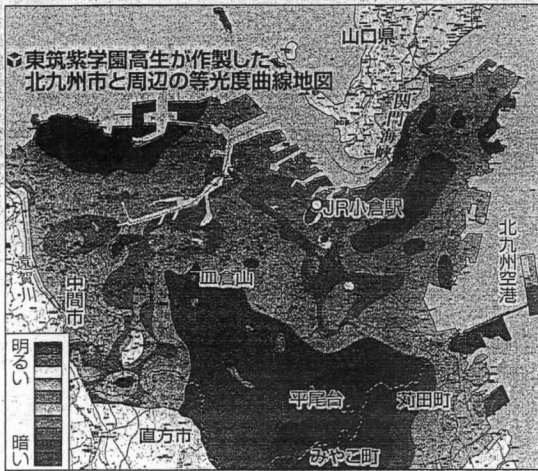 東筑紫学園高生が作製した
北九州市と周辺の等光度曲線地図
山口県
関門海峡
JR小倉駅
北九州空港
遠賀川
中間市
皿倉山
明るい
暗い
平尾台
苅田町
直方市
みやこ町